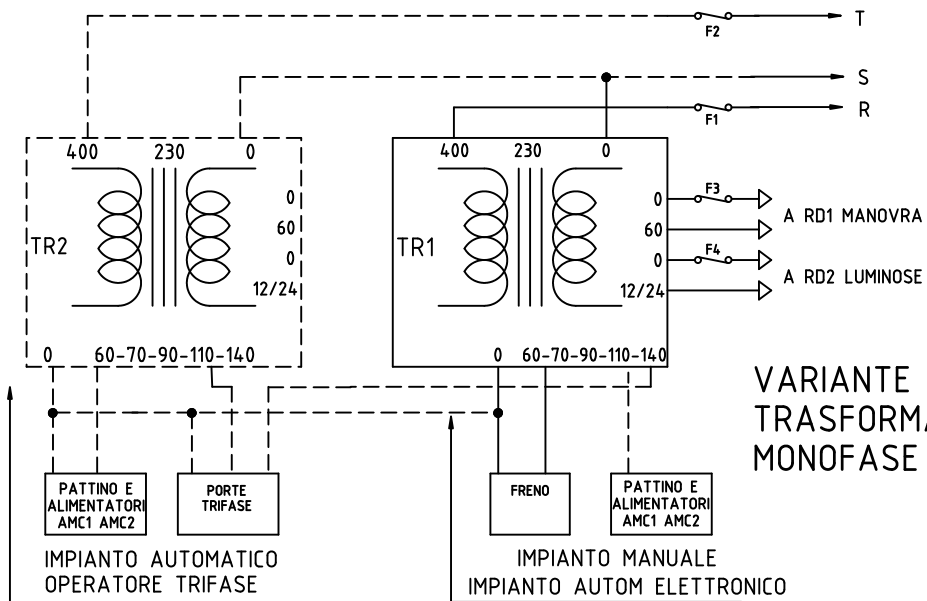 T
F2
S
R
F1
400 230 0
400 230 0
TR2
0
60
0
12/24
TR1
0
60
0
12/24
F3
F4
A RD1 MANOVRA
A RD2 LUMINOSE
0 60-70-90-110-140
0 60-70-90-110-140
VARIANTE
TRASFORMA
MONOFASE
PATTINO E
ALIMENTATORI
AMC1 AMC2
PORTE
TRIFASE
FRENO
PATTINO E
ALIMENTATORI
AMC1 AMC2
IMPIANTO AUTOMATICO
OPERATORE TRIFASE
IMPIANTO MANUALE
IMPIANTO AUTOM ELETTRONICO